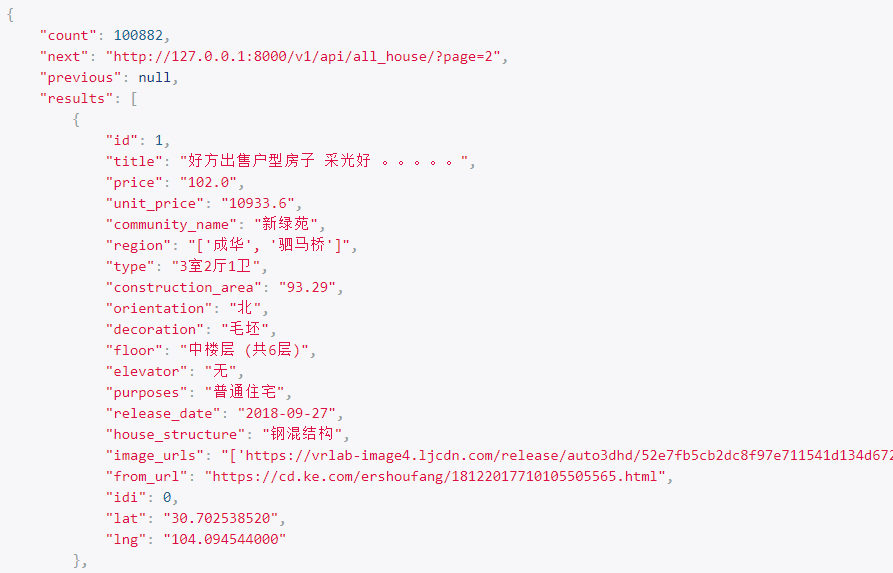 {
"count": 100882,
"next": "http://127.0.0.1:8000/v1/api/all_house/?page=2",
"previous": null,
"results": [
{
"id": 1,
"title": "好方出售户型房子 采光好 。。。。。",
"price": "102.0",
"unit_price": "10933.6",
"community_name": "新绿苑",
"region": "['成华', '驷马桥']",
"type": "3室2厅1卫",
"construction_area": "93.29",
"orientation": "北",
"decoration": "毛坯",
"floor": "中楼层 (共6层)",
"elevator": "无",
"purposes": "普通住宅",
"release_date": "2018-09-27",
"house_structure": "钢混结构",
"image_urls": "['https://vrlab-image4.ljcdn.com/release/auto3dhd/52e7fb5cb2dc8f97e711541d134d672
"from_url": "https://cd.ke.com/ershoufang/18122017710105505565.html",
"idi": 0,
"lat": "30.702538520",
"lng": "104.094544000"
},